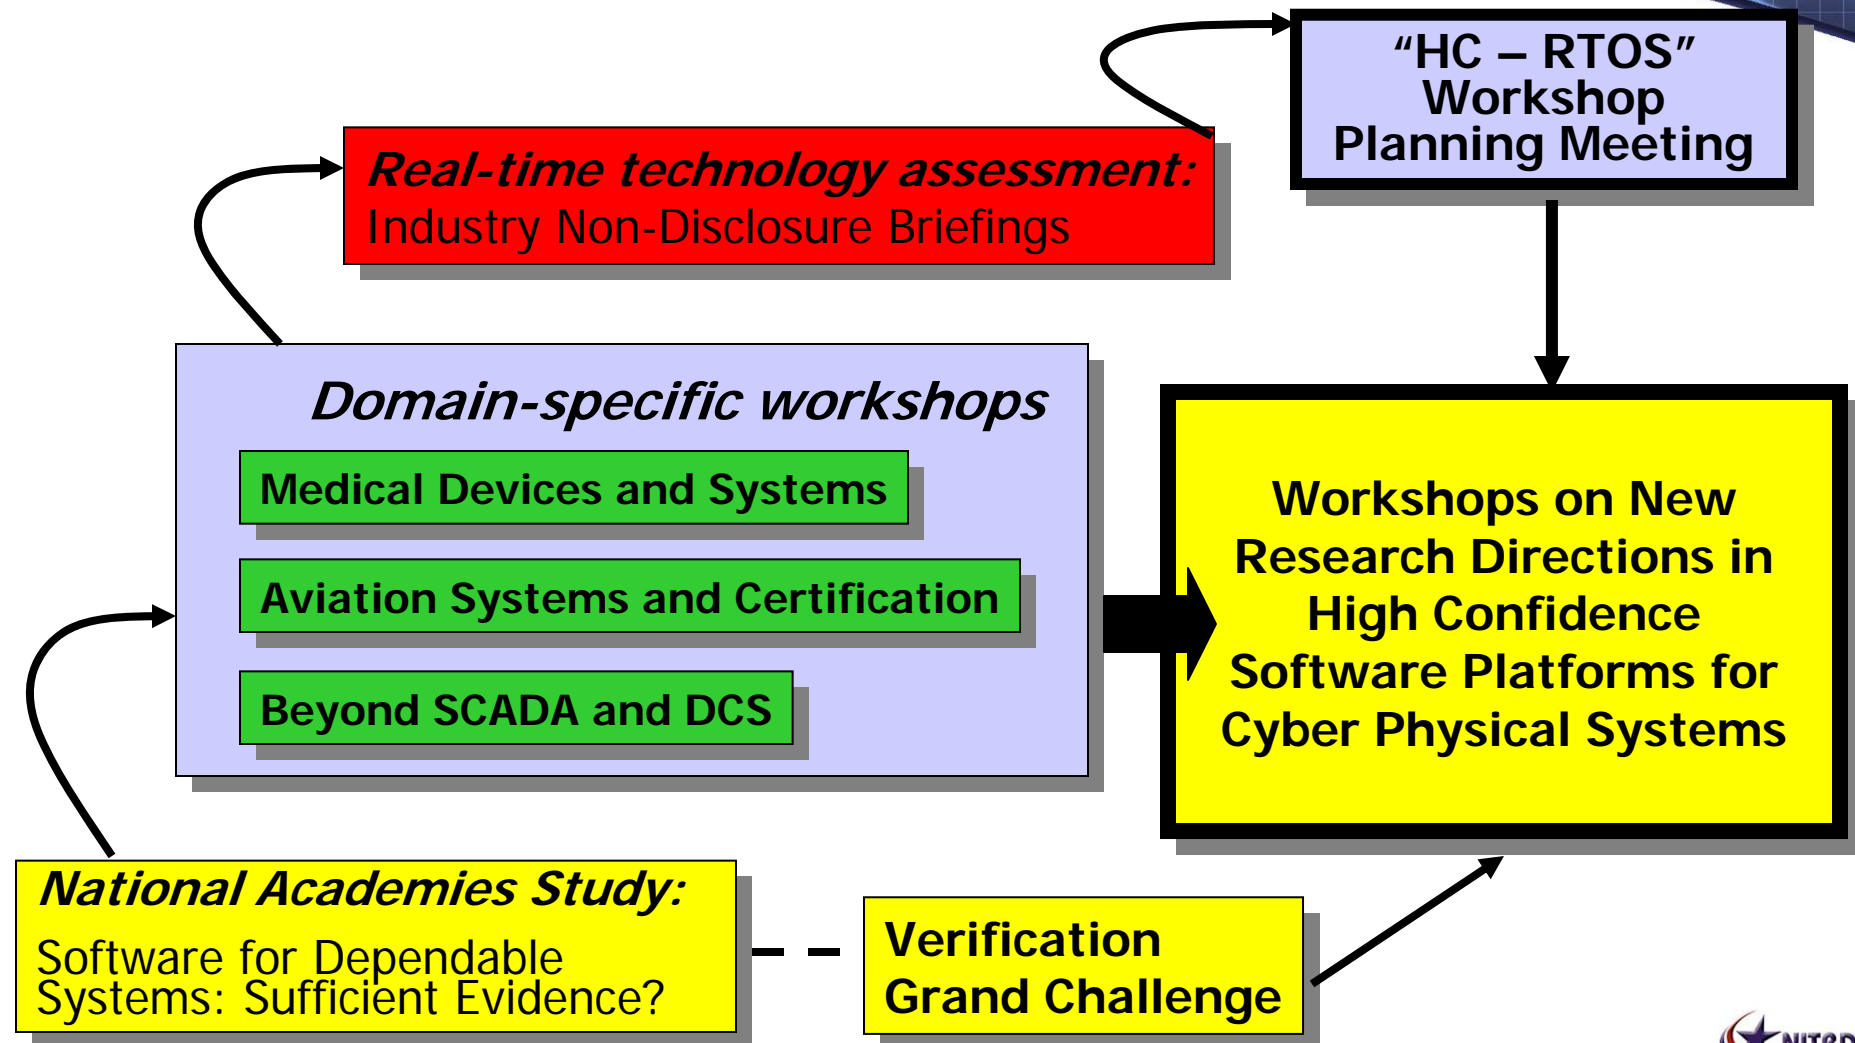 “HC – RTOS”
Workshop
Planning Meeting
Real-time technology assessment:
Industry Non-Disclosure Briefings
Domain-specific workshops
Medical Devices and Systems
Aviation Systems and Certification
Beyond SCADA and DCS
Workshops on New
Research Directions in
High Confidence
Software Platforms for
Cyber Physical Systems
National Academies Study:
Software for Dependable
Systems: Sufficient Evidence?
Verification
Grand Challenge